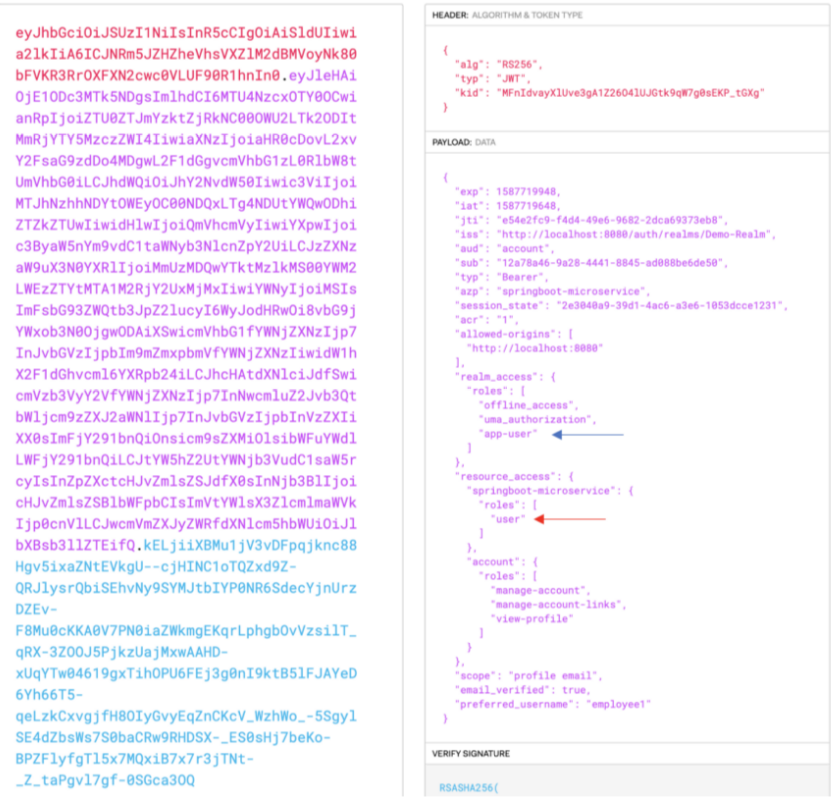 eyJhbGciOiJSUzI1NiIsInR5cCIgOiAiSldUIiwi
a2lkIiA6ICJNRm5JZHZheVhsVXZlM2dBMVoyNk80
bFVKR3RrOXFXN2cwc0VLUF90R1hnIn0.eyJleHAi
OjE1ODc3MTk5NDgsImlhdCI6MTU4NzcxOTY0OCwi
anRpIjoiZTU0ZTJmYzktZjRkNC00OWU2LTk2ODIt
MmRjYTY5MzczZWI4IiwiaXNzIjoiaHR0cDovL2xv
Y2FsaG9zdDo4MDgwL2F1dGgvcmVhbG1zL0RlbW8t
UmVhbG0iLCJhdWQiOiJhY2NvdW50Iiwic3ViIjoi
MTJhNzhhNDYtOWEyOC00NDQxLTg4NDUtYWQwODhi
ZTZkZTUwIiwidHlwIjoiQmVhcmVyIiwiYXpwIjoi
c3ByaW5nYm9vdC1taWNyb3NlcnZpY2UiLCJzZXNz
aW9uX3N0YXRlIjoiMmUzMDQwYTktMzlkMS00YWM2
LWEzZTYtMTA1M2RjY2UxMjMxIiwiYWNyIjoiMSIs
ImFsbG93ZWQtb3JpZ2lucyI6WyJodHRwOi8vbG9j
YWxob3N0OjgwODAiXSwicmVhbG1fYWNjZXNzIjp7
InJvbGVzIjpbIm9mZmxpbmVfYWNjZXNzIiwidW1h
X2F1dGhvcml6YXRpb24iLCJhcHAtdXNlciJdfSwi
cmVzb3VyY2VfYWNjZXNzIjp7InNwcmluZ2Jvb3Qt
bWljcm9zZXJ2aWNlIjp7InJvbGVzIjpbInVzZXIi
XX0sImFjY291bnQiOnsicm9sZXMiOlsibWFuYWdl
LWFjY291bnQiLCJtYW5hZ2UtYWNjb3VudC1saW5r
cyIsInZpZXctcHJvZmlsZSJdfX0sInNjb3BlIjoi
cHJvZmlsZSBlbWFpbCIsImVtYWlsX3ZlcmlmaWVk
Ijp0cnVlLCJwcmVmZXJyZWRfdXNlcm5hbWUiOiJl
bXBsb3llZTEifQ.kELjiiXBMu1jV3vDFpqjknc88
Hgv5ixaZNtEVkgU--cjHINC1oTQZxd9Z-
QRJlysrQbiSEhvNy9SYMJtbIYP0NR6SdecYjnUrz
DZEv-
F8Mu0cKKA0V7PN0iaZWkmgEKqrLphgbOvVzsilT_
qRX-3ZOOJ5PjkzUajMxwAAHD-
xUqYTw04619gxTihOPU6FEj3g0nI9ktB5lFJAYeD
6Yh66T5-
qeLzkCxvgjfH8OIyGvyEqZnCKcV_WzhWo_-5Sgyl
SE4dZbsWs7S0baCRw9RHDSX-_ES0sHj7beKo-
BPZFlyfgTl5x7MQxiB7x7r3jTNt-
_Z_taPgvl7gf-0SGca3OQ
HEADER: ALGORITHM & TOKEN TYPE
{
"alg": "RS256",
"typ": "JWT",
"kid": "MFnIdvayXlUve3gA1Z26O4lUJGtk9qW7g0sEKP_tGXg"
}
PAYLOAD: DATA
{
"exp": 1587719948,
"iat": 1587719648,
"jti": "e54e2fc9-f4d4-49e6-9682-2dca69373eb8",
"iss": "http://localhost:8080/auth/realms/Demo-Realm",
"aud": "account",
"sub": "12a78a46-9a28-4441-8845-ad088be6de50",
"typ": "Bearer",
"azp": "springboot-microservice",
"session_state": "2e3040a9-39d1-4ac6-a3e6-1053dcce1231",
"acr": "1",
"allowed-origins": [
"http://localhost:8080"
],
"realm_access": {
"roles": [
"offline_access",
"uma_authorization",
"app-user"
]
},
"resource_access": {
"springboot-microservice": {
"roles": [
"user"
]
},
"account": {
"roles": [
"manage-account",
"manage-account-links",
"view-profile"
]
}
},
"scope": "profile email",
"email_verified": true,
"preferred_username": "employee1"
}
VERIFY SIGNATURE
RSASHA256(